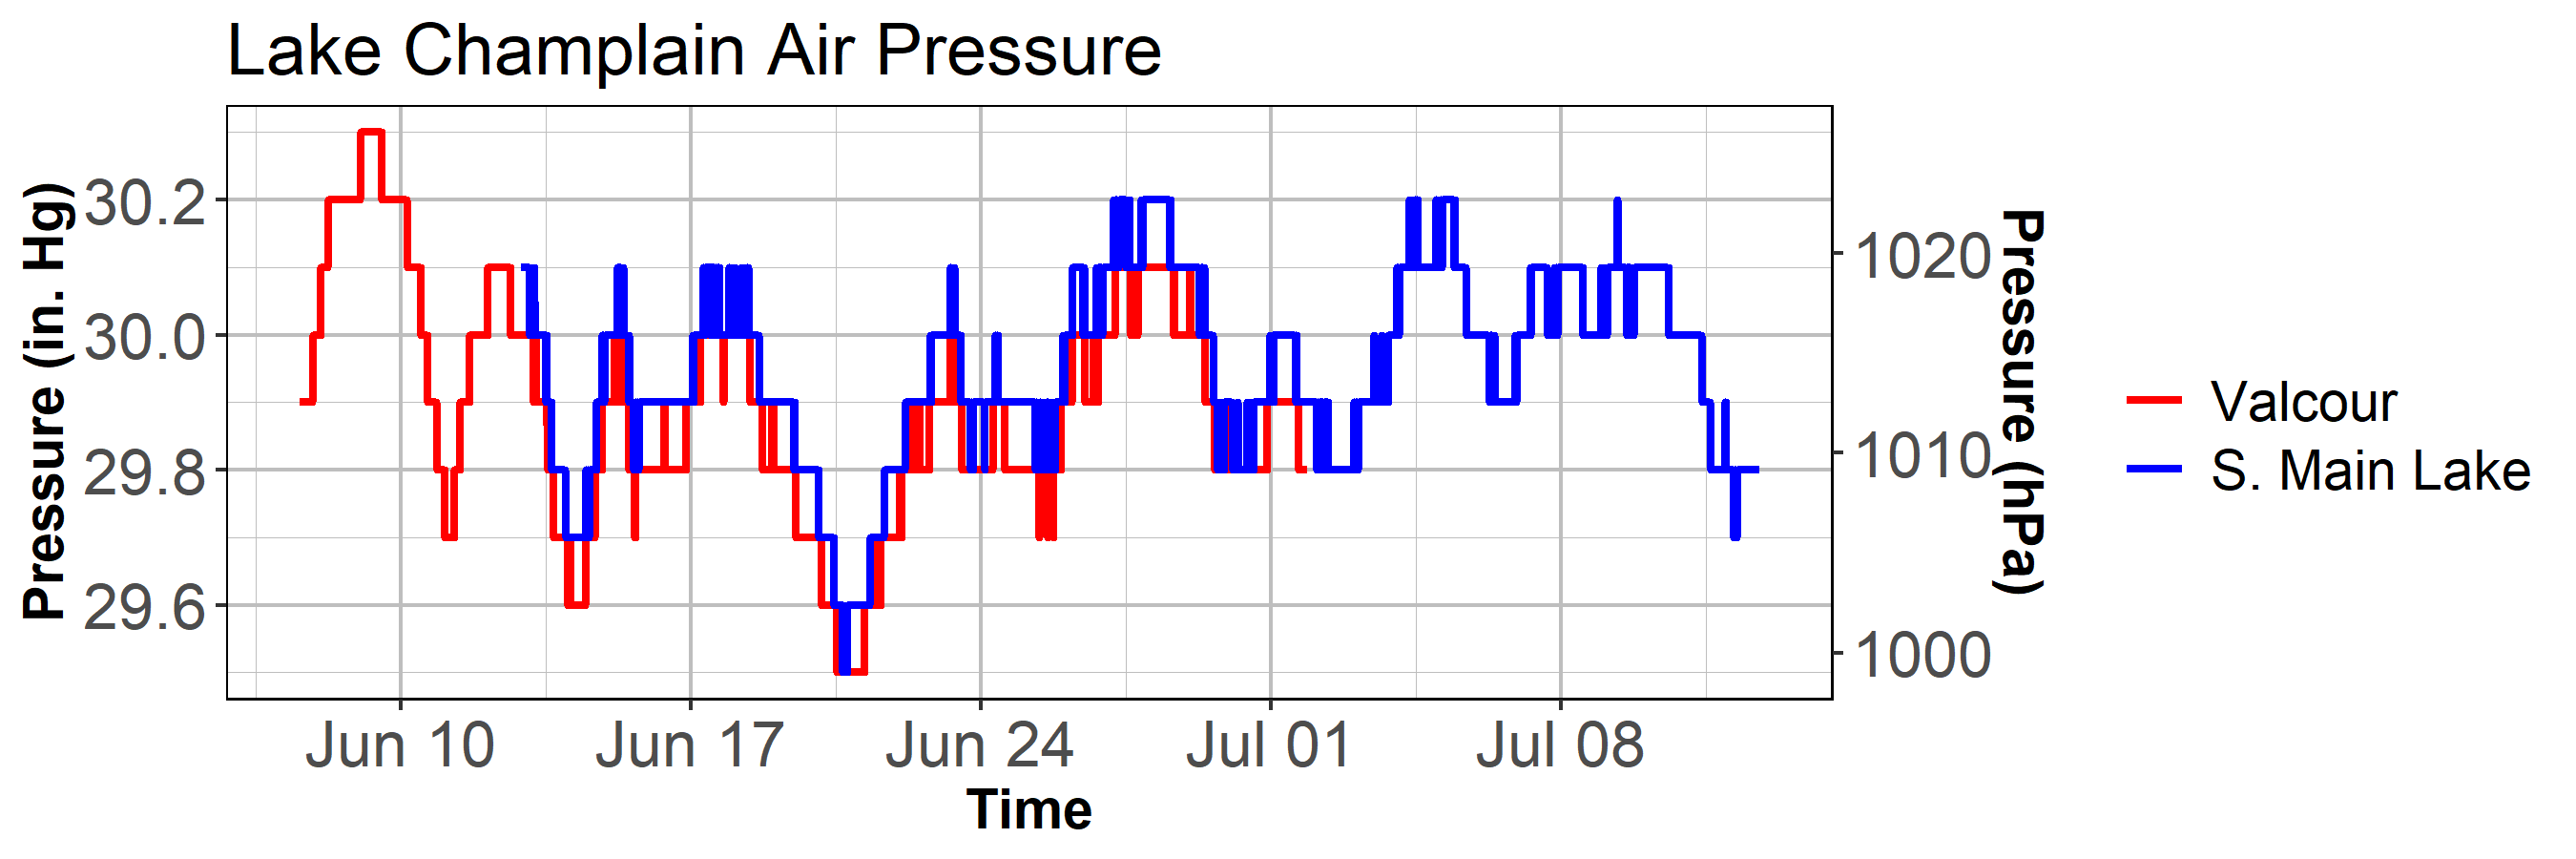 Lake Champlain Air Pressure
Pressure (in. Hg)
30.2
30.0
29.8
29.6
1020
1010
1000
Pressure (hPa)
Jun 10
Jun 17
Jun 24
Jul 01
Jul 08
Time
Valcour
S. Main Lake